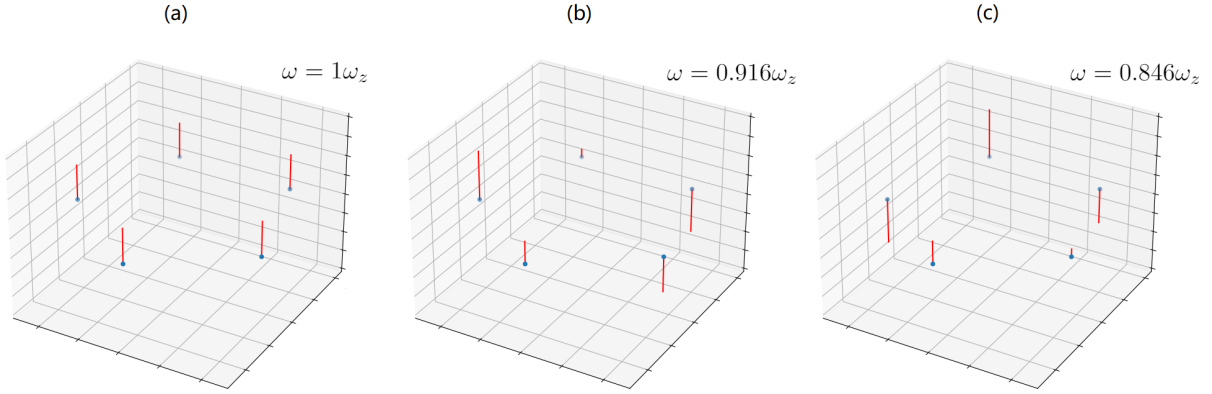 (a) (b) (c)
ω = 1ω_z ω = 0.916ω_z ω = 0.846ω_z